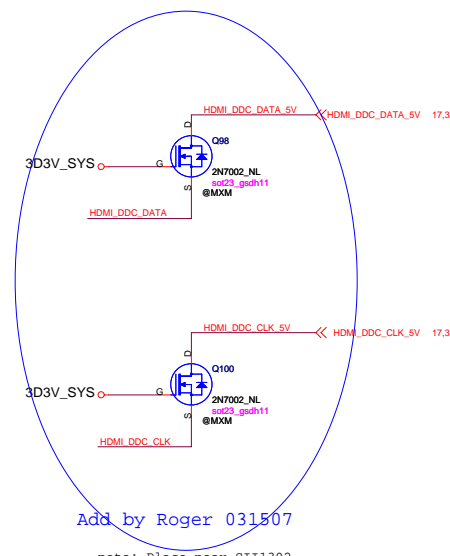 HDMI_DDC_DATA_5V
HDMI_DDC_DATA_5V 17,3
D
Q98
3D3V_SYS
G
2N7002_NL
sot23_gsdh11
S
@MXM
HDMI_DDC_DATA
HDMI_DDC_CLK_5V
HDMI_DDC_CLK_5V 17,3
D
Q100
3D3V_SYS
G
2N7002_NL
sot23_gsdh11
S
@MXM
HDMI_DDC_CLK
Add by Roger 031507